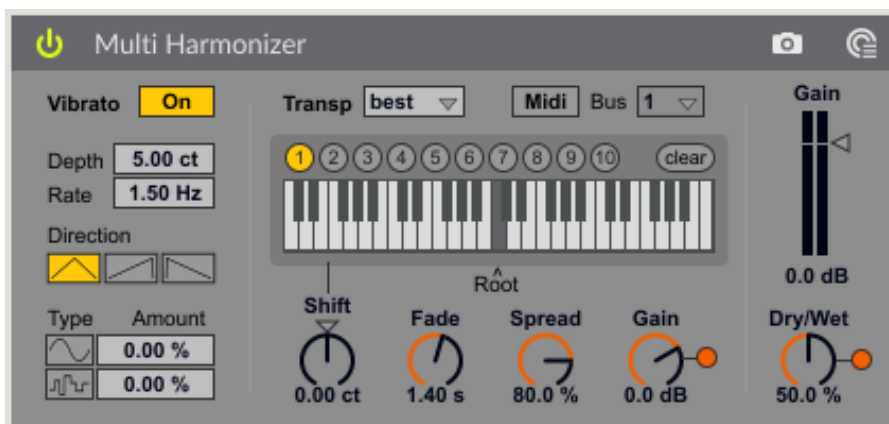 Multi Harmonizer
Vibrato On
Depth 5.00 ct
Rate 1.50 Hz
Direction
Type Amount
0.00 %
0.00 %
Transp best Midi Bus 1
1 2 3 4 5 6 7 8 9 10 clear
Root
Shift Fade Spread Gain
0.00 ct 1.40 s 80.0 % 0.0 dB
Gain
0.0 dB
Dry/Wet
50.0 %